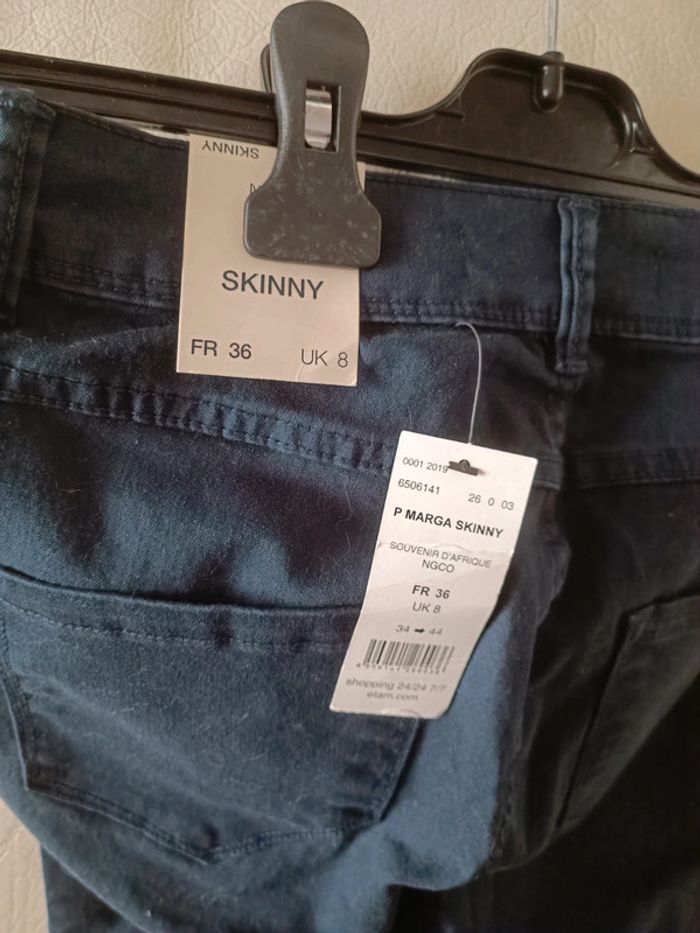 SKINNY
SKINNY
FR 36 UK 8
0001 2019
6506141 26 0 03
P MARGA SKINNY
SOUVENIR D'AFRIQUE
NGCO
FR 36
UK 8
34 ➡ 44
shopping 24/24 7/7
etam.com